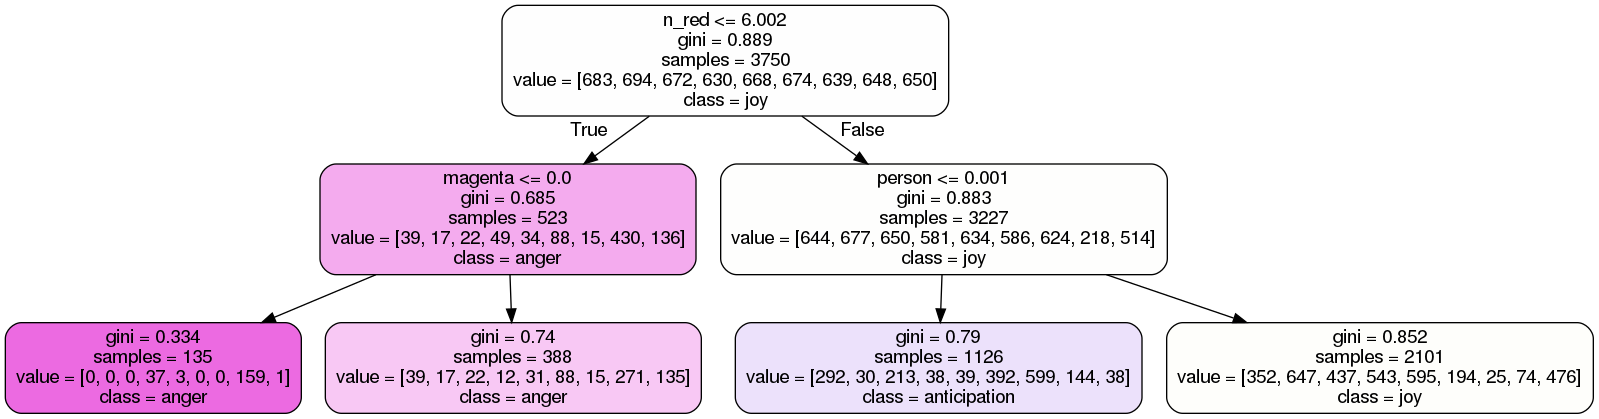 n_red <= 6.002
gini = 0.889
samples = 3750
value = [683, 694, 672, 630, 668, 674, 639, 648, 650]
class = joy
True
False
magenta <= 0.0
gini = 0.685
samples = 523
value = [39, 17, 22, 49, 34, 88, 15, 430, 136]
class = anger
person <= 0.001
gini = 0.883
samples = 3227
value = [644, 677, 650, 581, 634, 586, 624, 218, 514]
class = joy
gini = 0.334
samples = 135
value = [0, 0, 0, 37, 3, 0, 0, 159, 1]
class = anger
gini = 0.74
samples = 388
value = [39, 17, 22, 12, 31, 88, 15, 271, 135]
class = anger
gini = 0.79
samples = 1126
value = [292, 30, 213, 38, 39, 392, 599, 144, 38]
class = anticipation
gini = 0.852
samples = 2101
value = [352, 647, 437, 543, 595, 194, 25, 74, 476]
class = joy